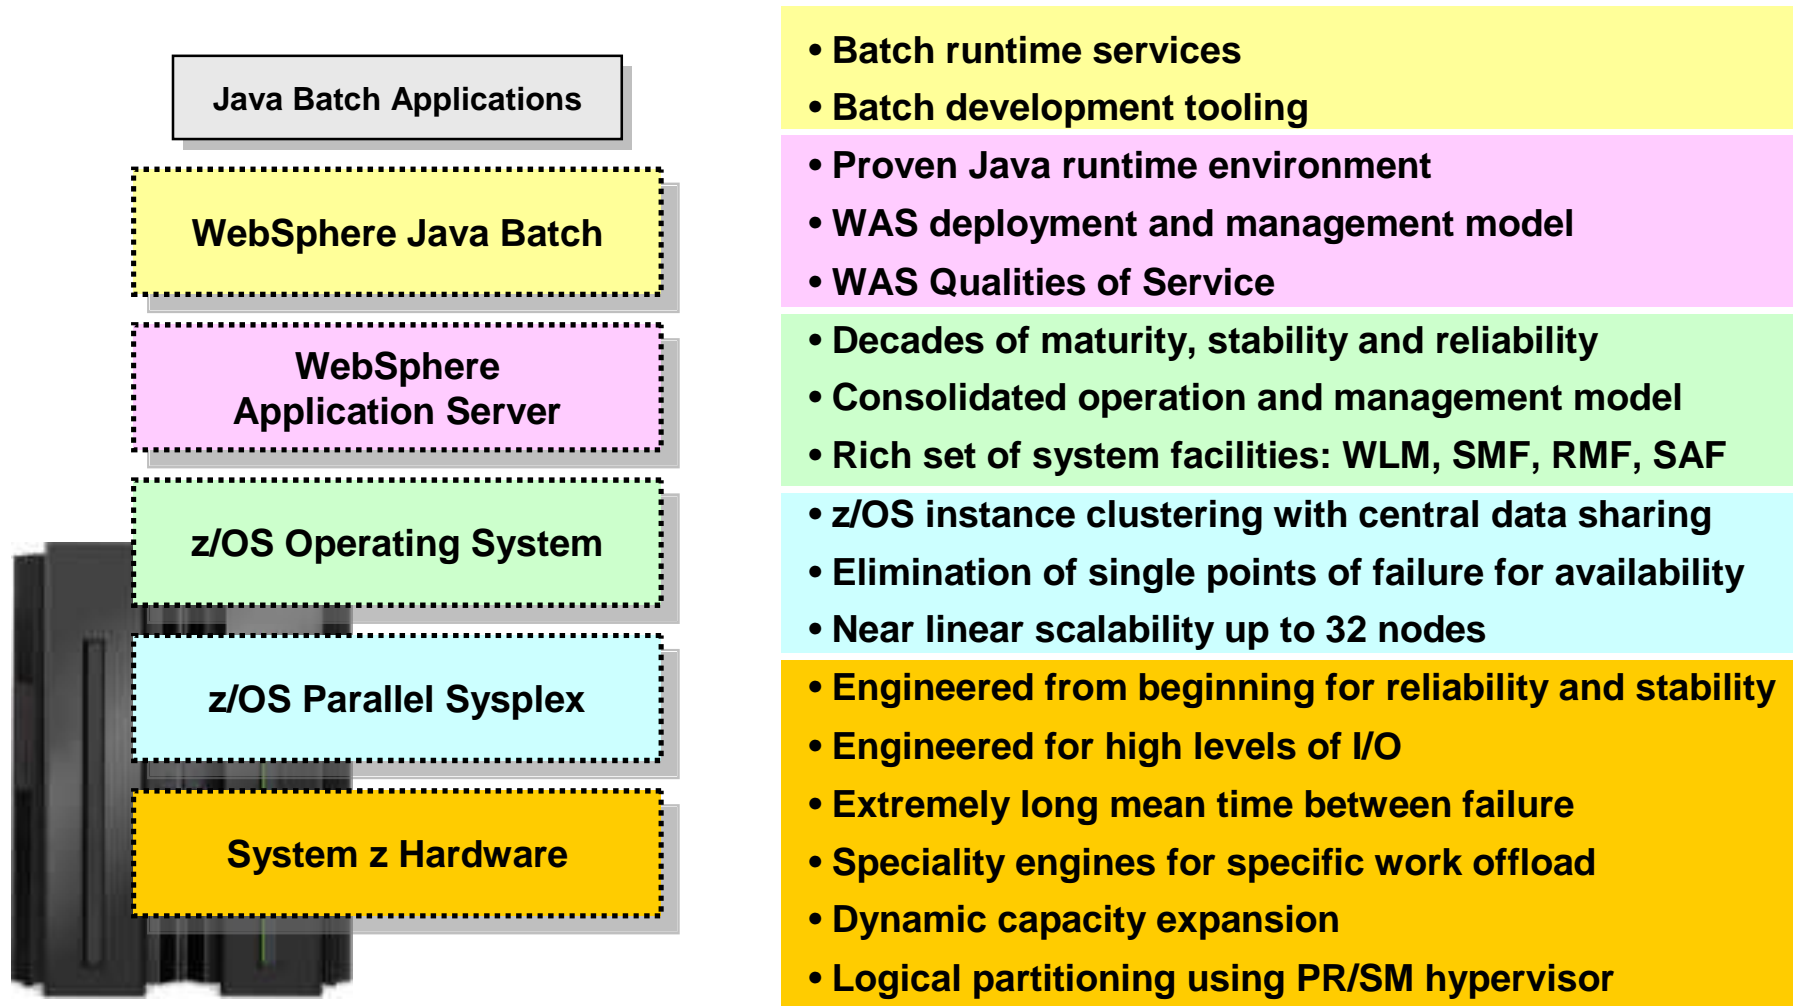 Java Batch Applications
WebSphere Java Batch
WebSphere
Application Server
z/OS Operating System
z/OS Parallel Sysplex
System z Hardware
• Batch runtime services
• Batch development tooling
• Proven Java runtime environment
• WAS deployment and management model
• WAS Qualities of Service
• Decades of maturity, stability and reliability
• Consolidated operation and management model
• Rich set of system facilities: WLM, SMF, RMF, SAF
• z/OS instance clustering with central data sharing
• Elimination of single points of failure for availability
• Near linear scalability up to 32 nodes
• Engineered from beginning for reliability and stability
• Engineered for high levels of I/O
• Extremely long mean time between failure
• Speciality engines for specific work offload
• Dynamic capacity expansion
• Logical partitioning using PR/SM hypervisor